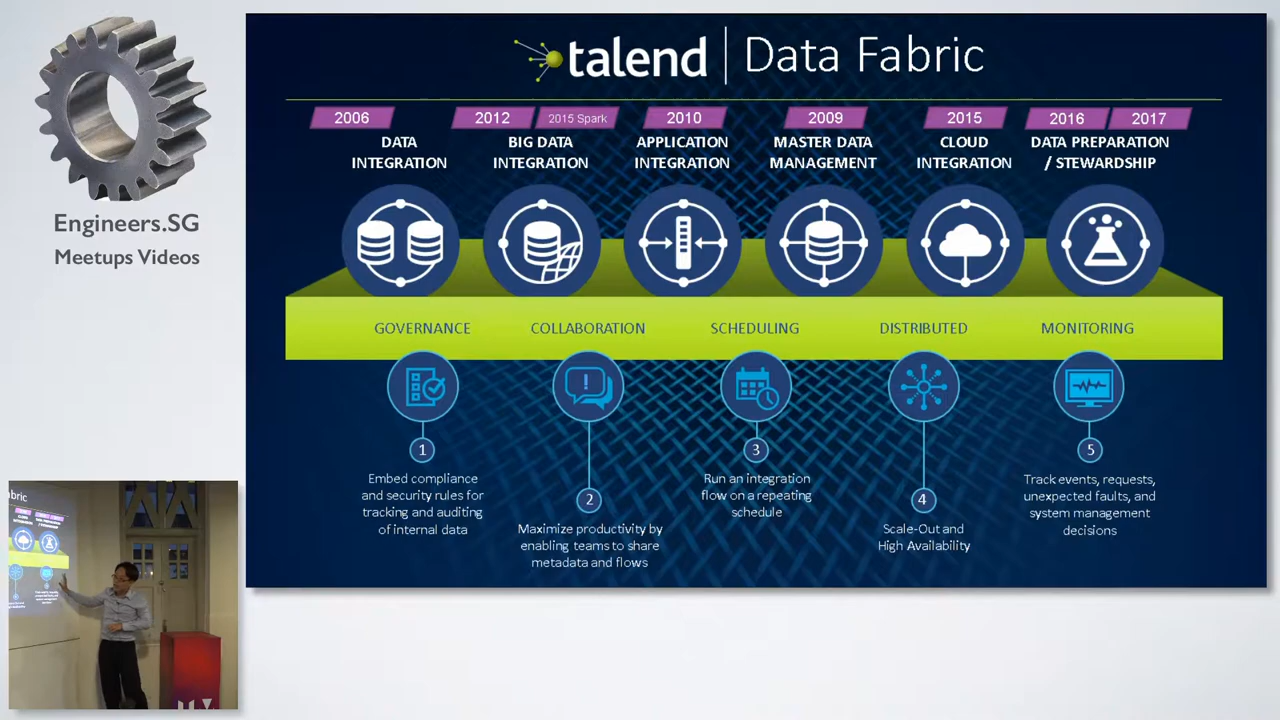 Engineers.SG
Meetups Videos
talend | Data Fabric
2006
2012
2015 Spark
2010
2009
2015
2016
2017
DATA
INTEGRATION
BIG DATA
INTEGRATION
APPLICATION
INTEGRATION
MASTER DATA
MANAGEMENT
CLOUD
INTEGRATION
DATA PREPARATION
/ STEWARDSHIP
GOVERNANCE
COLLABORATION
SCHEDULING
DISTRIBUTED
MONITORING
1
Embed compliance
and security rules for
tracking and auditing
of internal data
2
Maximize productivity by
enabling teams to share
metadata and flows
3
Run an integration
flow on a repeating
schedule
4
Scale-Out and
High Availability
5
Track events, requests,
unexpected faults, and
system management
decisions